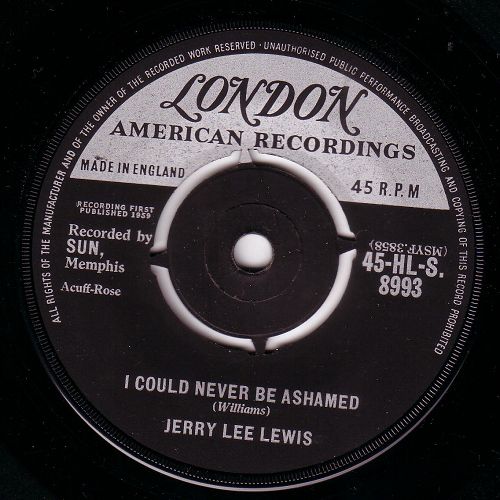 ALL RIGHTS OF THE MANUFACTURER AND OF THE OWNER OF THE RECORDED WORK RESERVED · UNAUTHORISED PUBLIC PERFORMANCE BROADCASTING AND COPYING OF THIS RECORD PROHIBITED
LONDON
AMERICAN RECORDINGS
MADE IN ENGLAND
45 R.P.M
RECORDING FIRST
PUBLISHED 1959
Recorded by
SUN,
Memphis
Acuff-Rose
(MSVF.3858)
45-HL-S.
8993
I COULD NEVER BE ASHAMED
(Williams)
JERRY LEE LEWIS